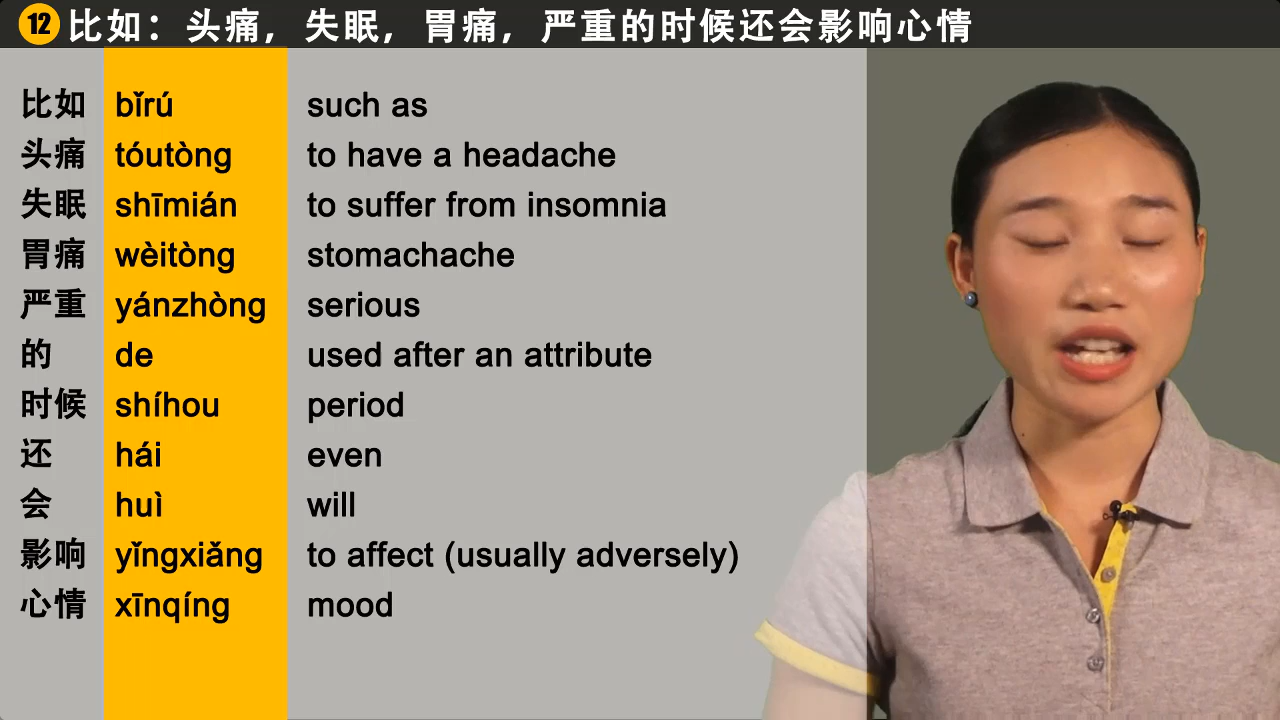 12 比如：头痛，失眠，胃痛，严重的时候还会影响心情
比如 bǐrú such as
头痛 tóutòng to have a headache
失眠 shīmián to suffer from insomnia
胃痛 wèitòng stomachache
严重 yánzhòng serious
的 de used after an attribute
时候 shíhou period
还 hái even
会 huì will
影响 yǐngxiǎng to affect (usually adversely)
心情 xīnqíng mood